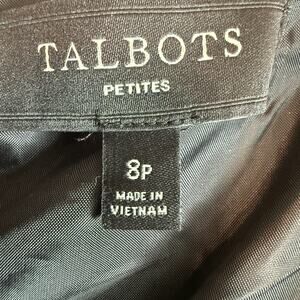 TALBOTS
PETITES
8P
MADE IN
VIETNAM